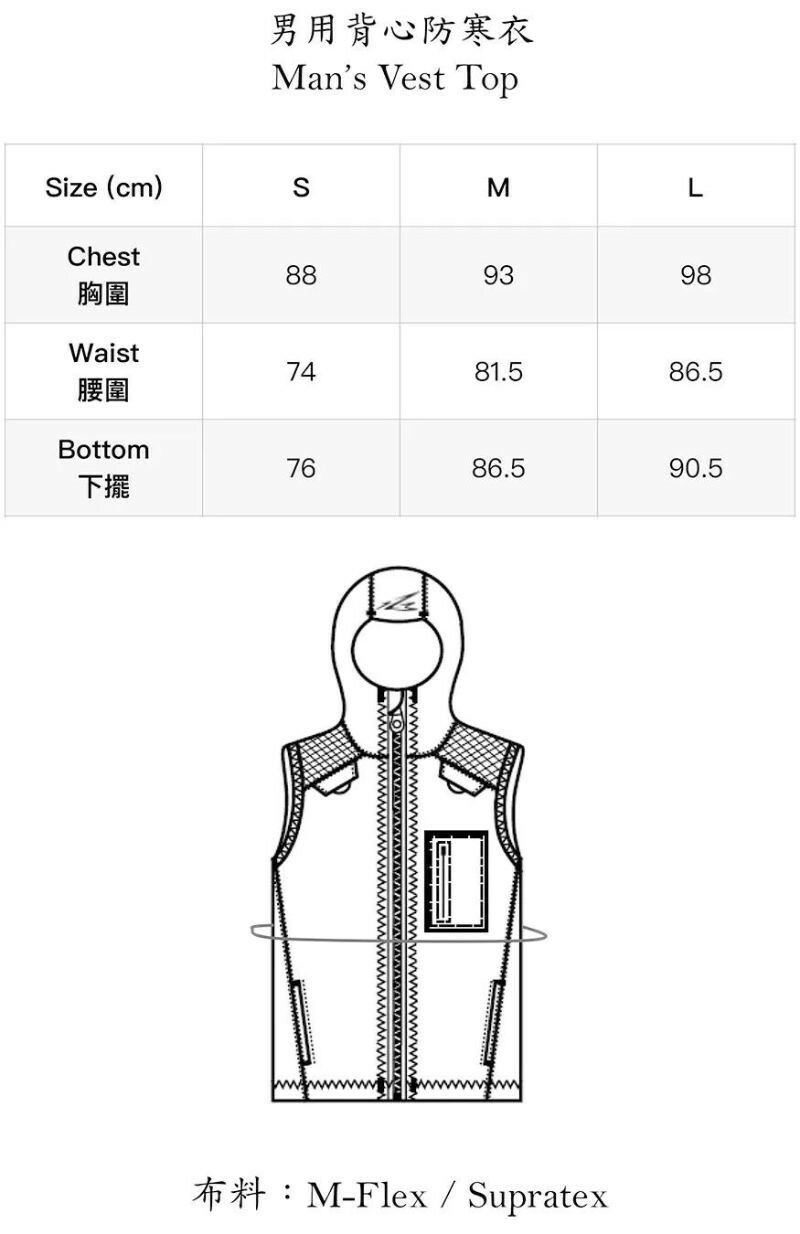 男用背心防寒衣
Man's Vest Top
Size (cm) S M L
Chest
胸圍 88 93 98
Waist
腰圍 74 81.5 86.5
Bottom
下擺 76 86.5 90.5
布料：M-Flex / Supratex